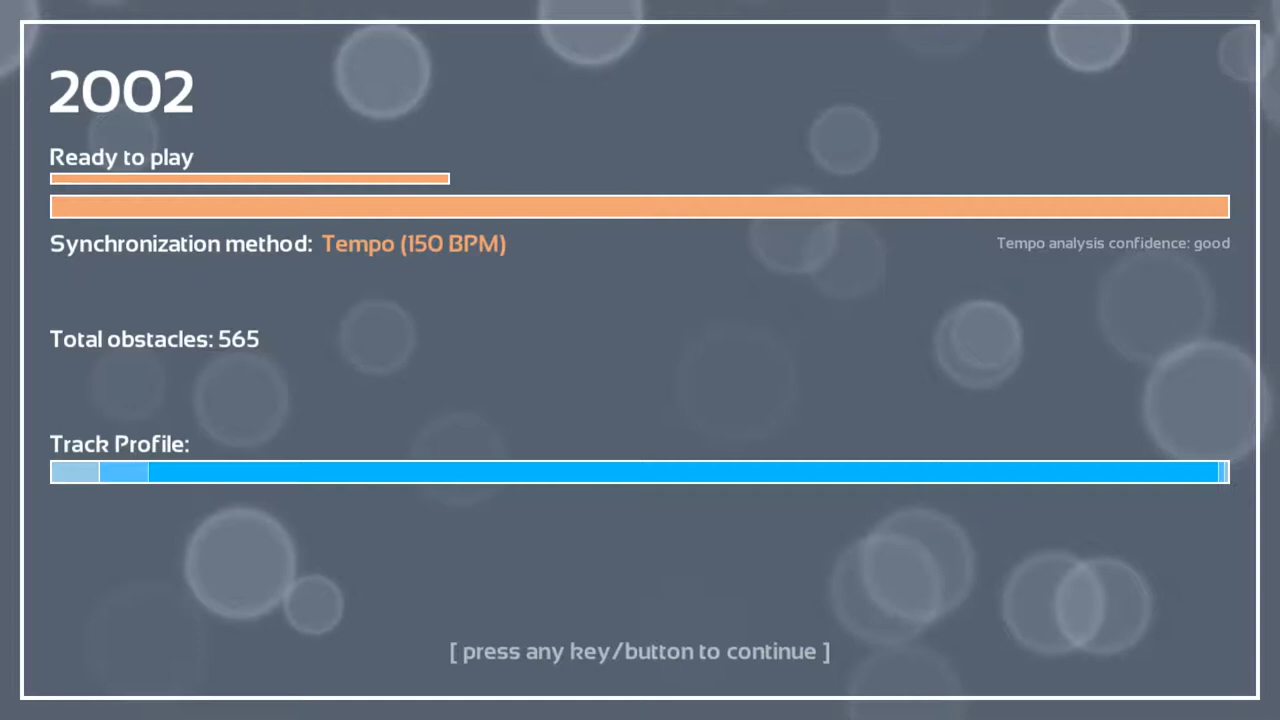 2002
Ready to play
Synchronization method: Tempo (150 BPM)
Tempo analysis confidence: good
Total obstacles: 565
Track Profile:
[ press any key/button to continue ]